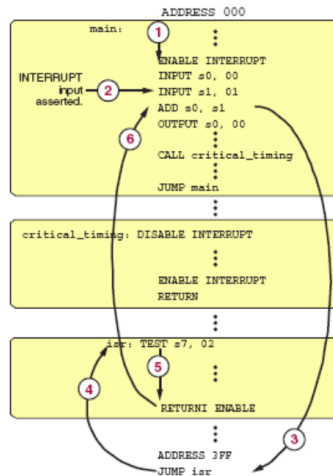 ADDRESS 000
main:
1
ENABLE INTERRUPT
INPUT s0, 00
INTERRUPT
input
asserted.
2
INPUT s1, 01
ADD s0, s1
OUTPUT s0, 00
6
CALL critical_timing
JUMP main
critical_timing: DISABLE INTERRUPT
ENABLE INTERRUPT
RETURN
isr: TEST s7, 02
5
4
RETURNI ENABLE
3
ADDRESS 3FF
JUMP isr